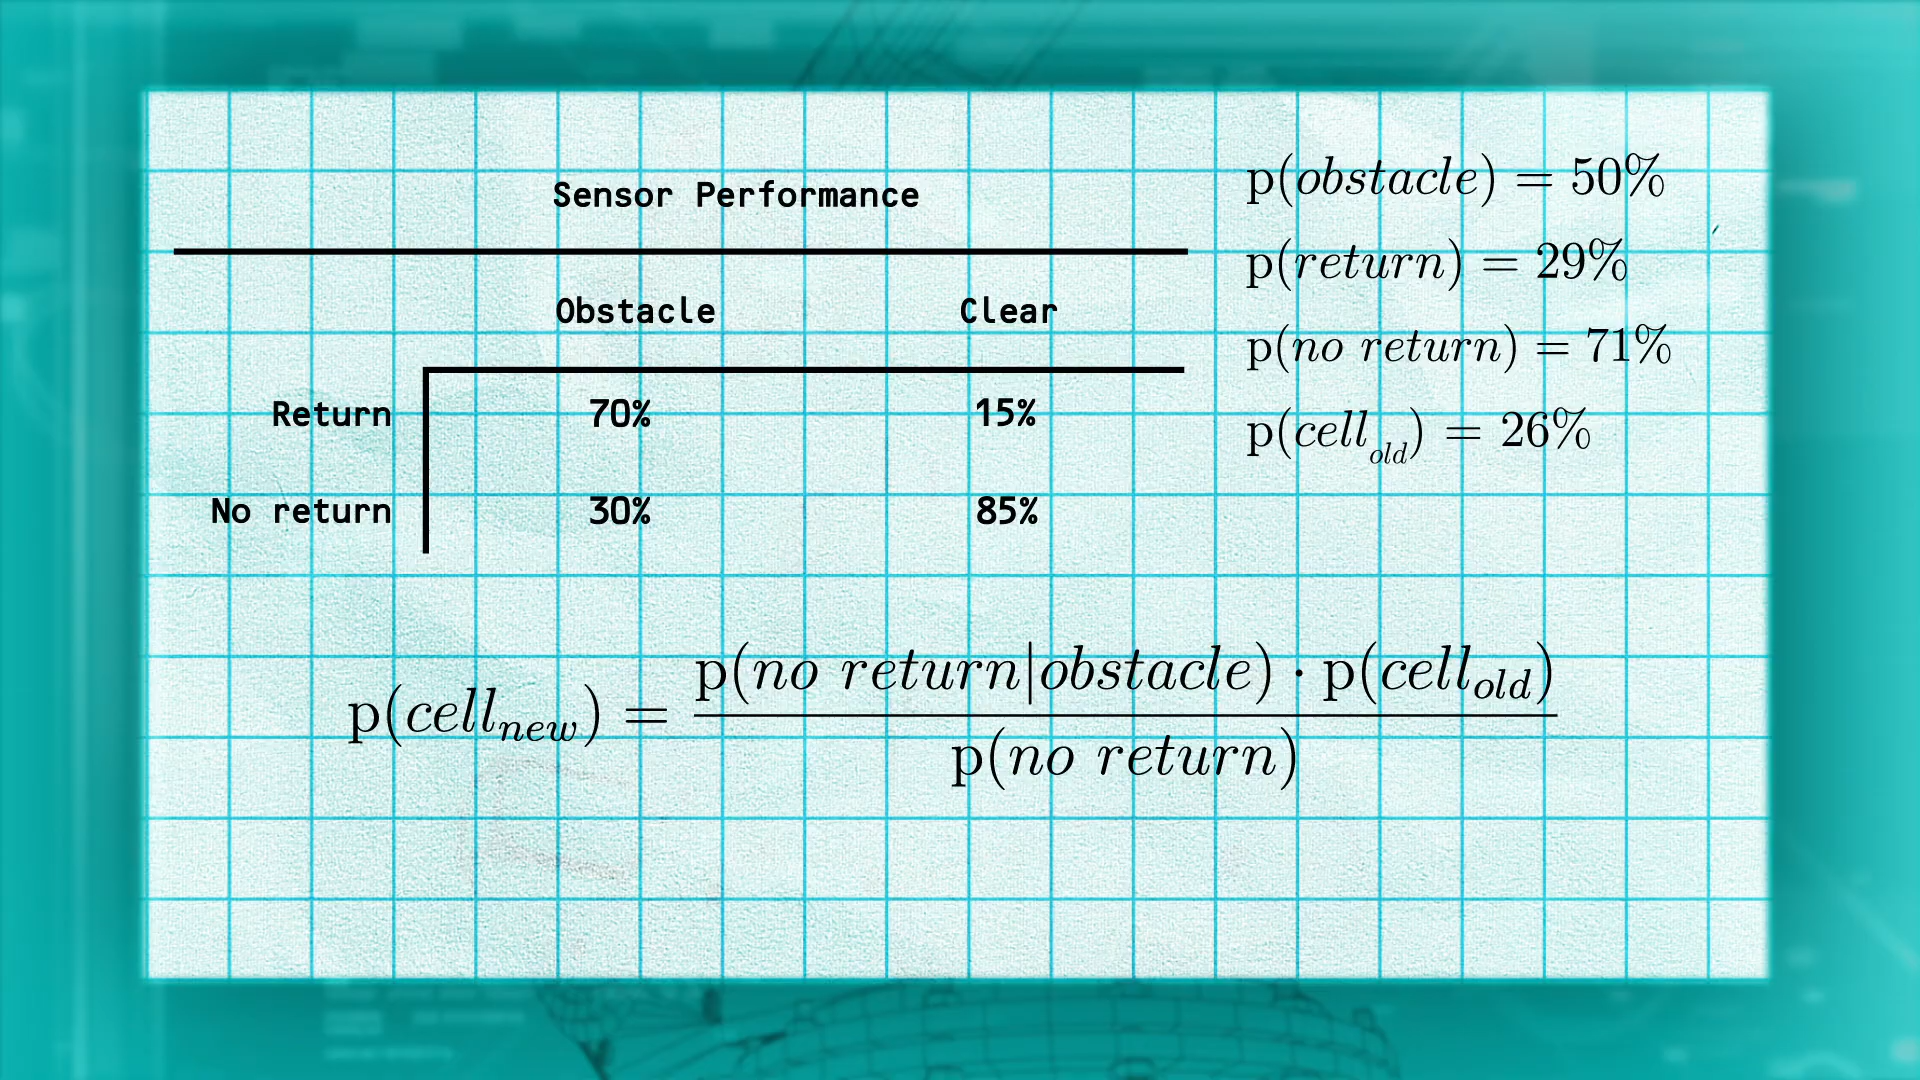 Sensor Performance
Obstacle Clear
Return 70% 15%
No return 30% 85%
p(obstacle) = 50%
p(return) = 29%
p(no return) = 71%
p(cell_old) = 26%
p(cell_new) = p(no return|obstacle) · p(cell_old)
p(no return)